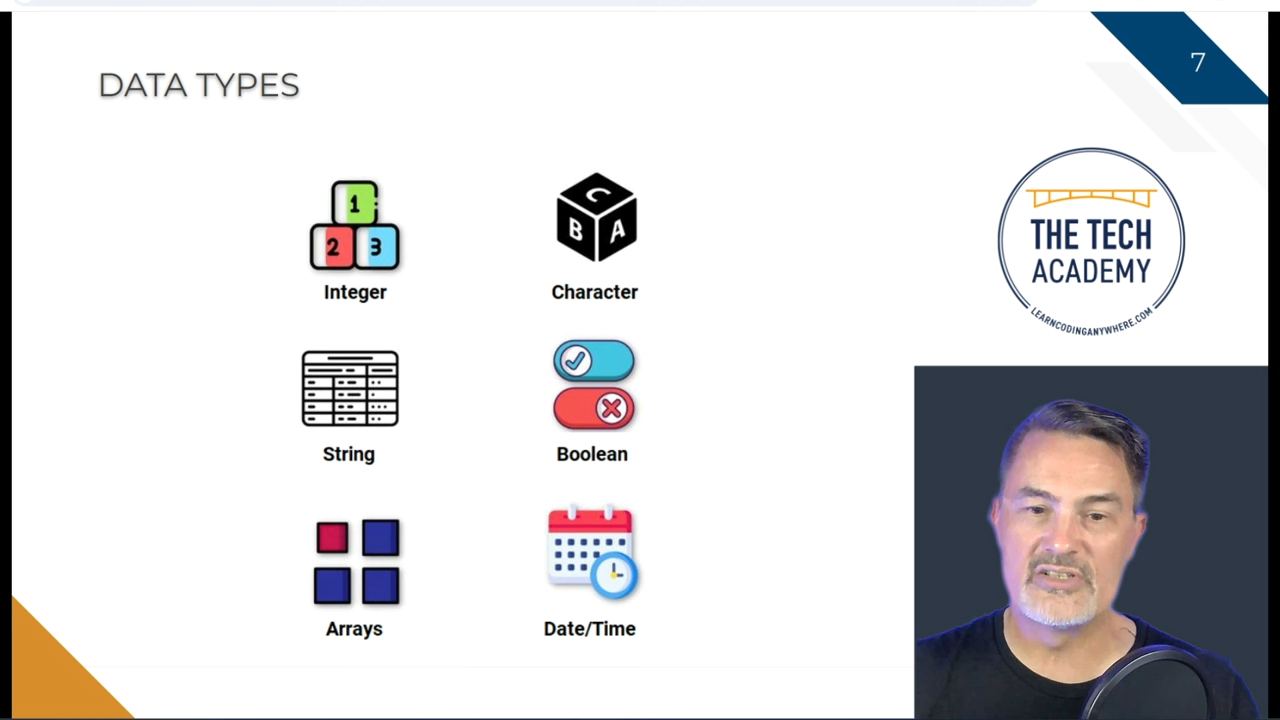 7
DATA TYPES
1
2 3
C
B A
Integer
Character
THE TECH
ACADEMY
LEARNCODINGANYWHERE.COM
String
Boolean
Arrays
Date/Time